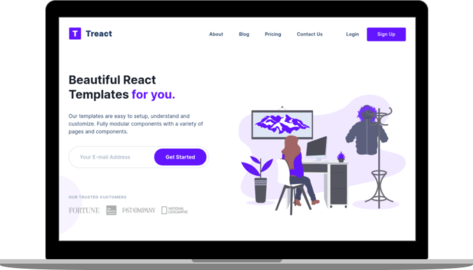 T Treact
About Blog Pricing Contact Us Login Sign Up
Beautiful React
Templates for you.
Our templates are easy to setup, understand and
customize. Fully modular components with a variety of
pages and components.
Your E-mail Address Get Started
OUR TRUSTED CUSTOMERS
FORTUNE FAST COMPANY NATIONAL
GEOGRAPHIC